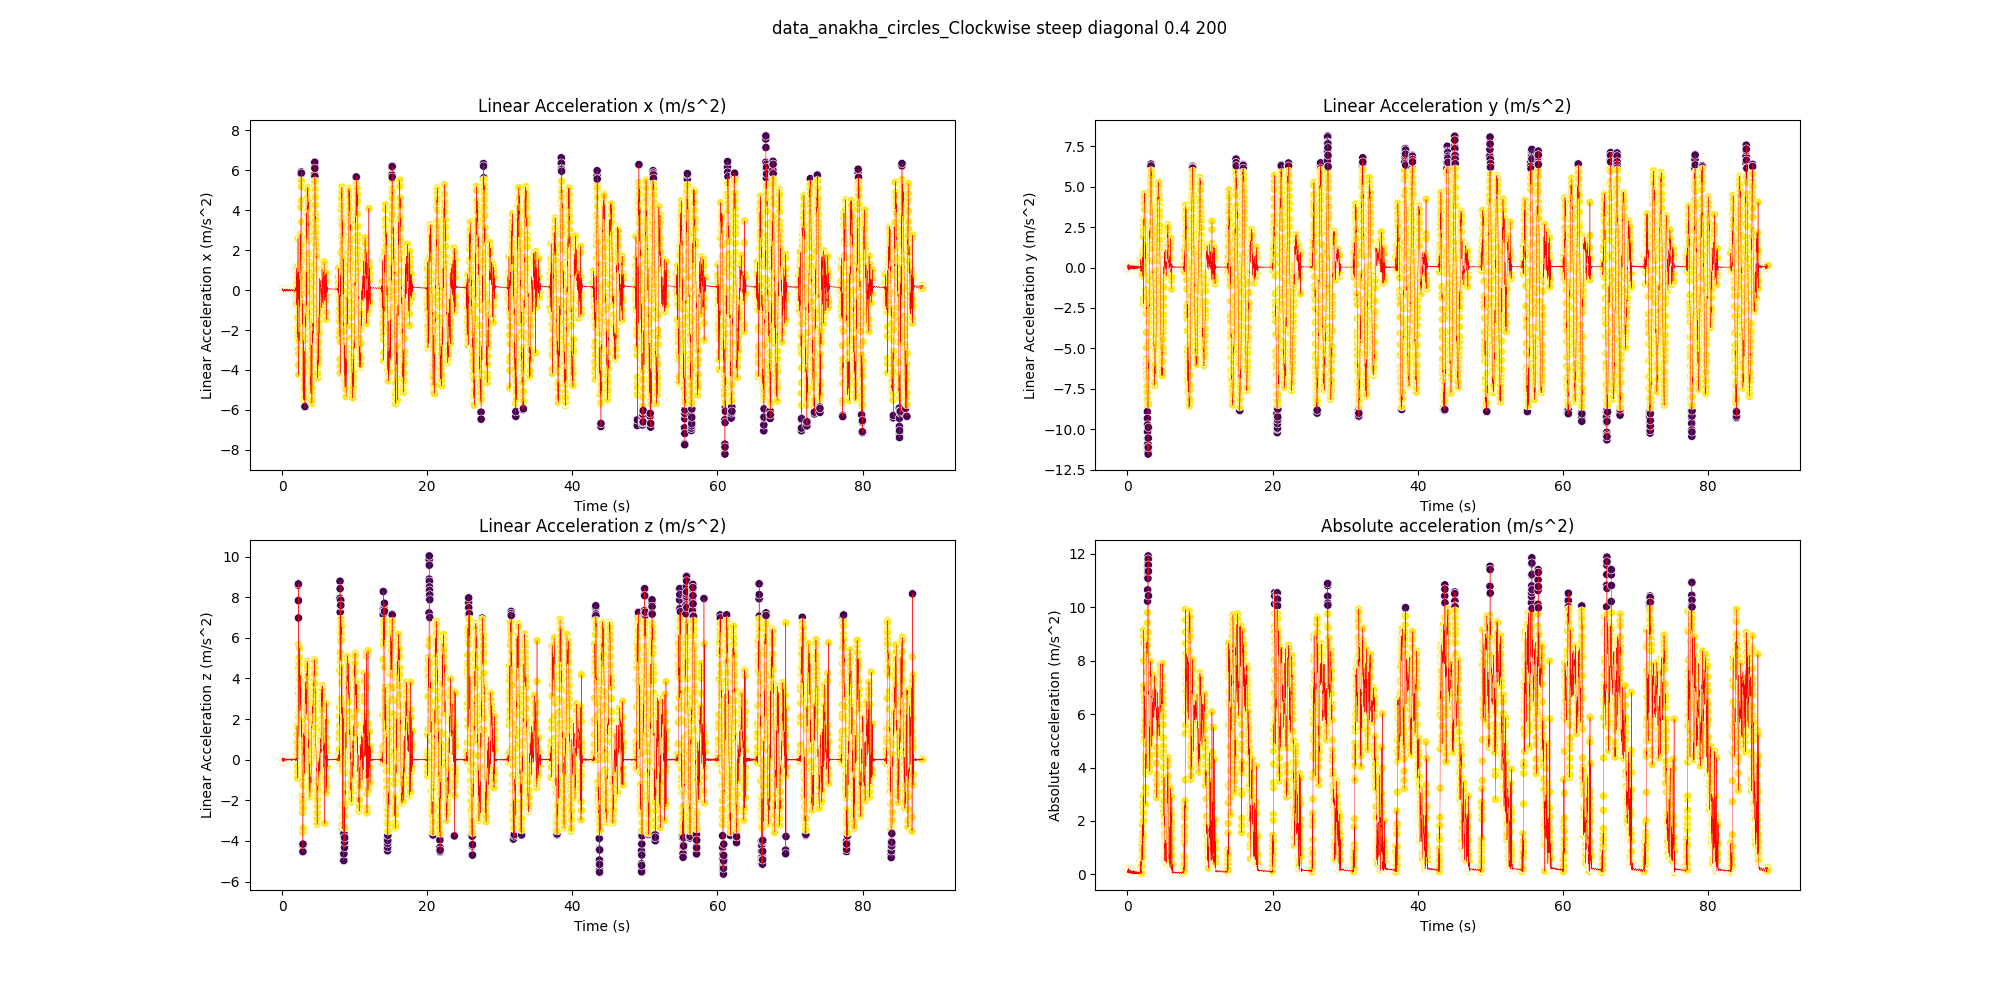 data_anakha_circles_Clockwise steep diagonal 0.4 200
Linear Acceleration x (m/s^2)
Linear Acceleration x (m/s^2)
8
6
4
2
0
−2
−4
−6
−8
0 20 40 60 80
Time (s)
Linear Acceleration y (m/s^2)
Linear Acceleration y (m/s^2)
7.5
5.0
2.5
0.0
−2.5
−5.0
−7.5
−10.0
−12.5
0 20 40 60 80
Time (s)
Linear Acceleration z (m/s^2)
Linear Acceleration z (m/s^2)
10
8
6
4
2
0
−2
−4
−6
0 20 40 60 80
Time (s)
Absolute acceleration (m/s^2)
Absolute acceleration (m/s^2)
12
10
8
6
4
2
0
0 20 40 60 80
Time (s)